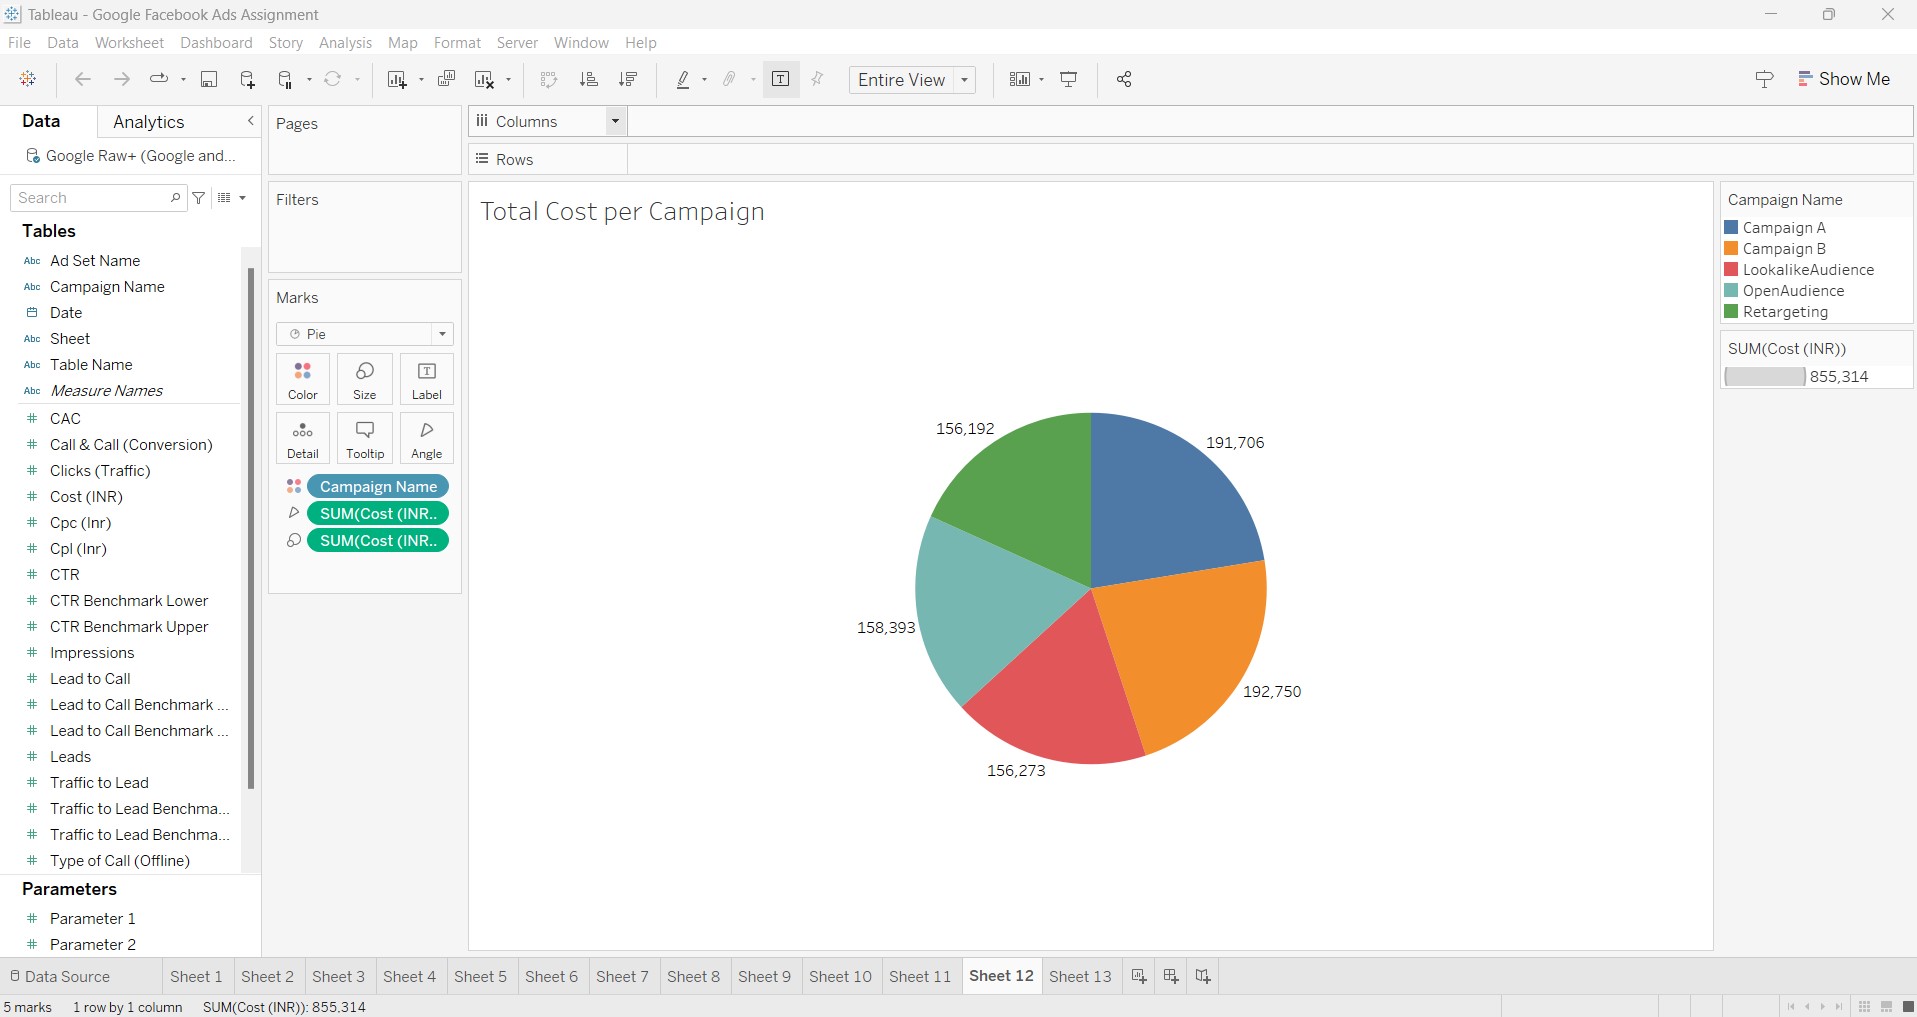 Tableau - Google Facebook Ads Assignment
File Data Worksheet Dashboard Story Analysis Map Format Server Window Help
Entire View
Show Me
Data Analytics
Google Raw+ (Google and...
Search
Tables
Abc Ad Set Name
Abc Campaign Name
Date
Abc Sheet
Abc Table Name
Abc Measure Names
# CAC
# Call & Call (Conversion)
# Clicks (Traffic)
# Cost (INR)
# Cpc (Inr)
# Cpl (Inr)
# CTR
# CTR Benchmark Lower
# CTR Benchmark Upper
# Impressions
# Lead to Call
# Lead to Call Benchmark ...
# Lead to Call Benchmark ...
# Leads
# Traffic to Lead
# Traffic to Lead Benchma...
# Traffic to Lead Benchma...
# Type of Call (Offline)
Parameters
# Parameter 1
# Parameter 2
Pages
Filters
Marks
Pie
Color Size Label
Detail Tooltip Angle
Campaign Name
SUM(Cost (INR..
SUM(Cost (INR..
Columns
Rows
Total Cost per Campaign
156,192
191,706
158,393
192,750
156,273
Campaign Name
Campaign A
Campaign B
LookalikeAudience
OpenAudience
Retargeting
SUM(Cost (INR))
855,314
Data Source Sheet 1 Sheet 2 Sheet 3 Sheet 4 Sheet 5 Sheet 6 Sheet 7 Sheet 8 Sheet 9 Sheet 10 Sheet 11 Sheet 12 Sheet 13
5 marks 1 row by 1 column SUM(Cost (INR)): 855,314